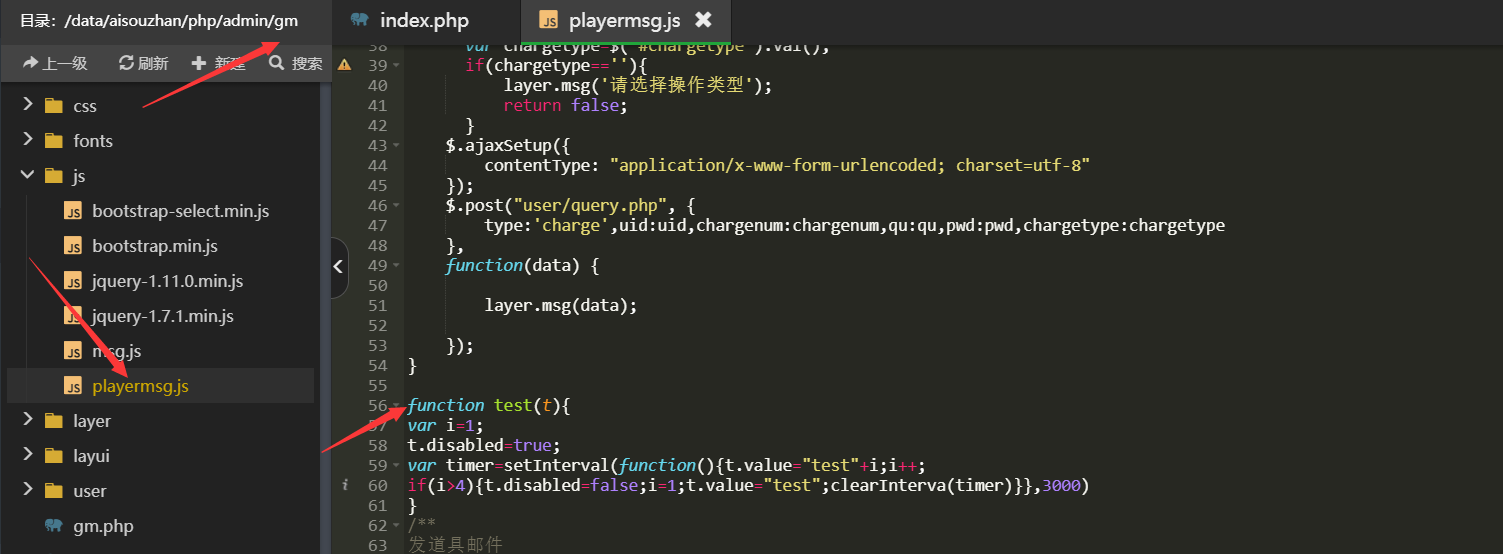 目录：/data/aisouzhan/php/admin/gm
index.php
playermsg.js
上一级 刷新 新建 搜索
css
fonts
js
bootstrap-select.min.js
bootstrap.min.js
jquery-1.11.0.min.js
jquery-1.7.1.min.js
msg.js
playermsg.js
layer
layui
user
gm.php
38 var chargetype=$("#chargetype").val();
39 if(chargetype==''){
40 layer.msg('请选择操作类型');
41 return false;
42 }
43 $.ajaxSetup({
44 contentType: "application/x-www-form-urlencoded; charset=utf-8"
45 });
46 $.post("user/query.php", {
47 type:'charge',uid:uid,chargenum:chargenum,qu:qu,pwd:pwd,chargetype:chargetype
48 },
49 function(data) {
50
51 layer.msg(data);
52
53 });
54 }
55
56 function test(t){
57 var i=1;
58 t.disabled=true;
59 var timer=setInterval(function(){t.value="test"+i;i++;
60 if(i>4){t.disabled=false;i=1;t.value="test";clearInterva(timer)}},3000)
61 }
62 /**
63 发道具邮件